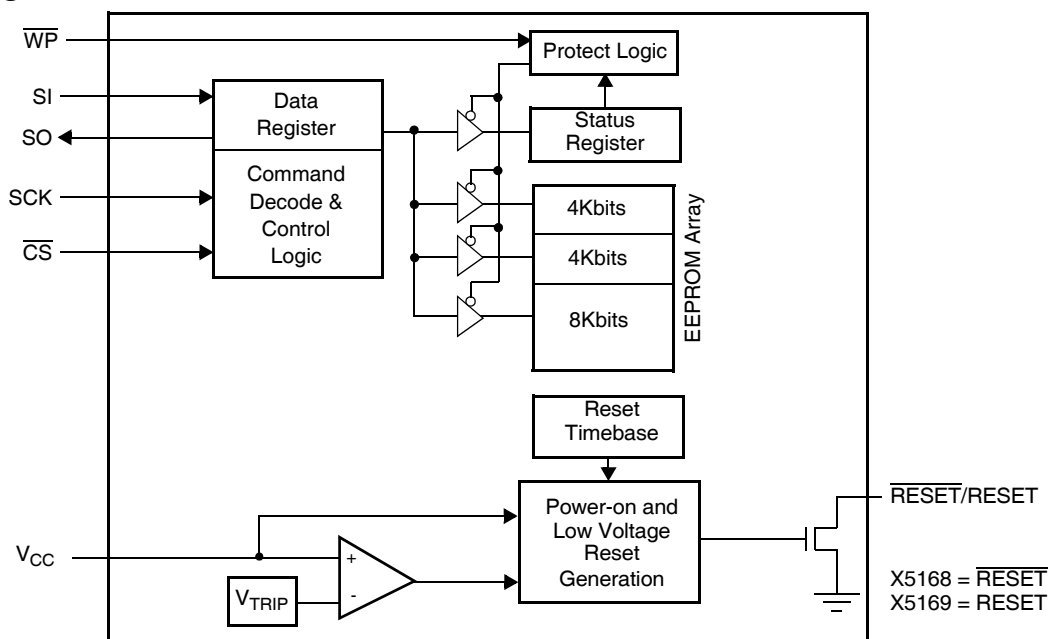 WP
Protect Logic
SI
Data
Register
SO
Status
Register
SCK
Command
Decode &
Control
Logic
CS
4Kbits
4Kbits
8Kbits
EEPROM Array
Reset
Timebase
Power-on and
Low Voltage
Reset
Generation
RESET/RESET
VCC
+
-
VTRIP
X5168 = RESET
X5169 = RESET